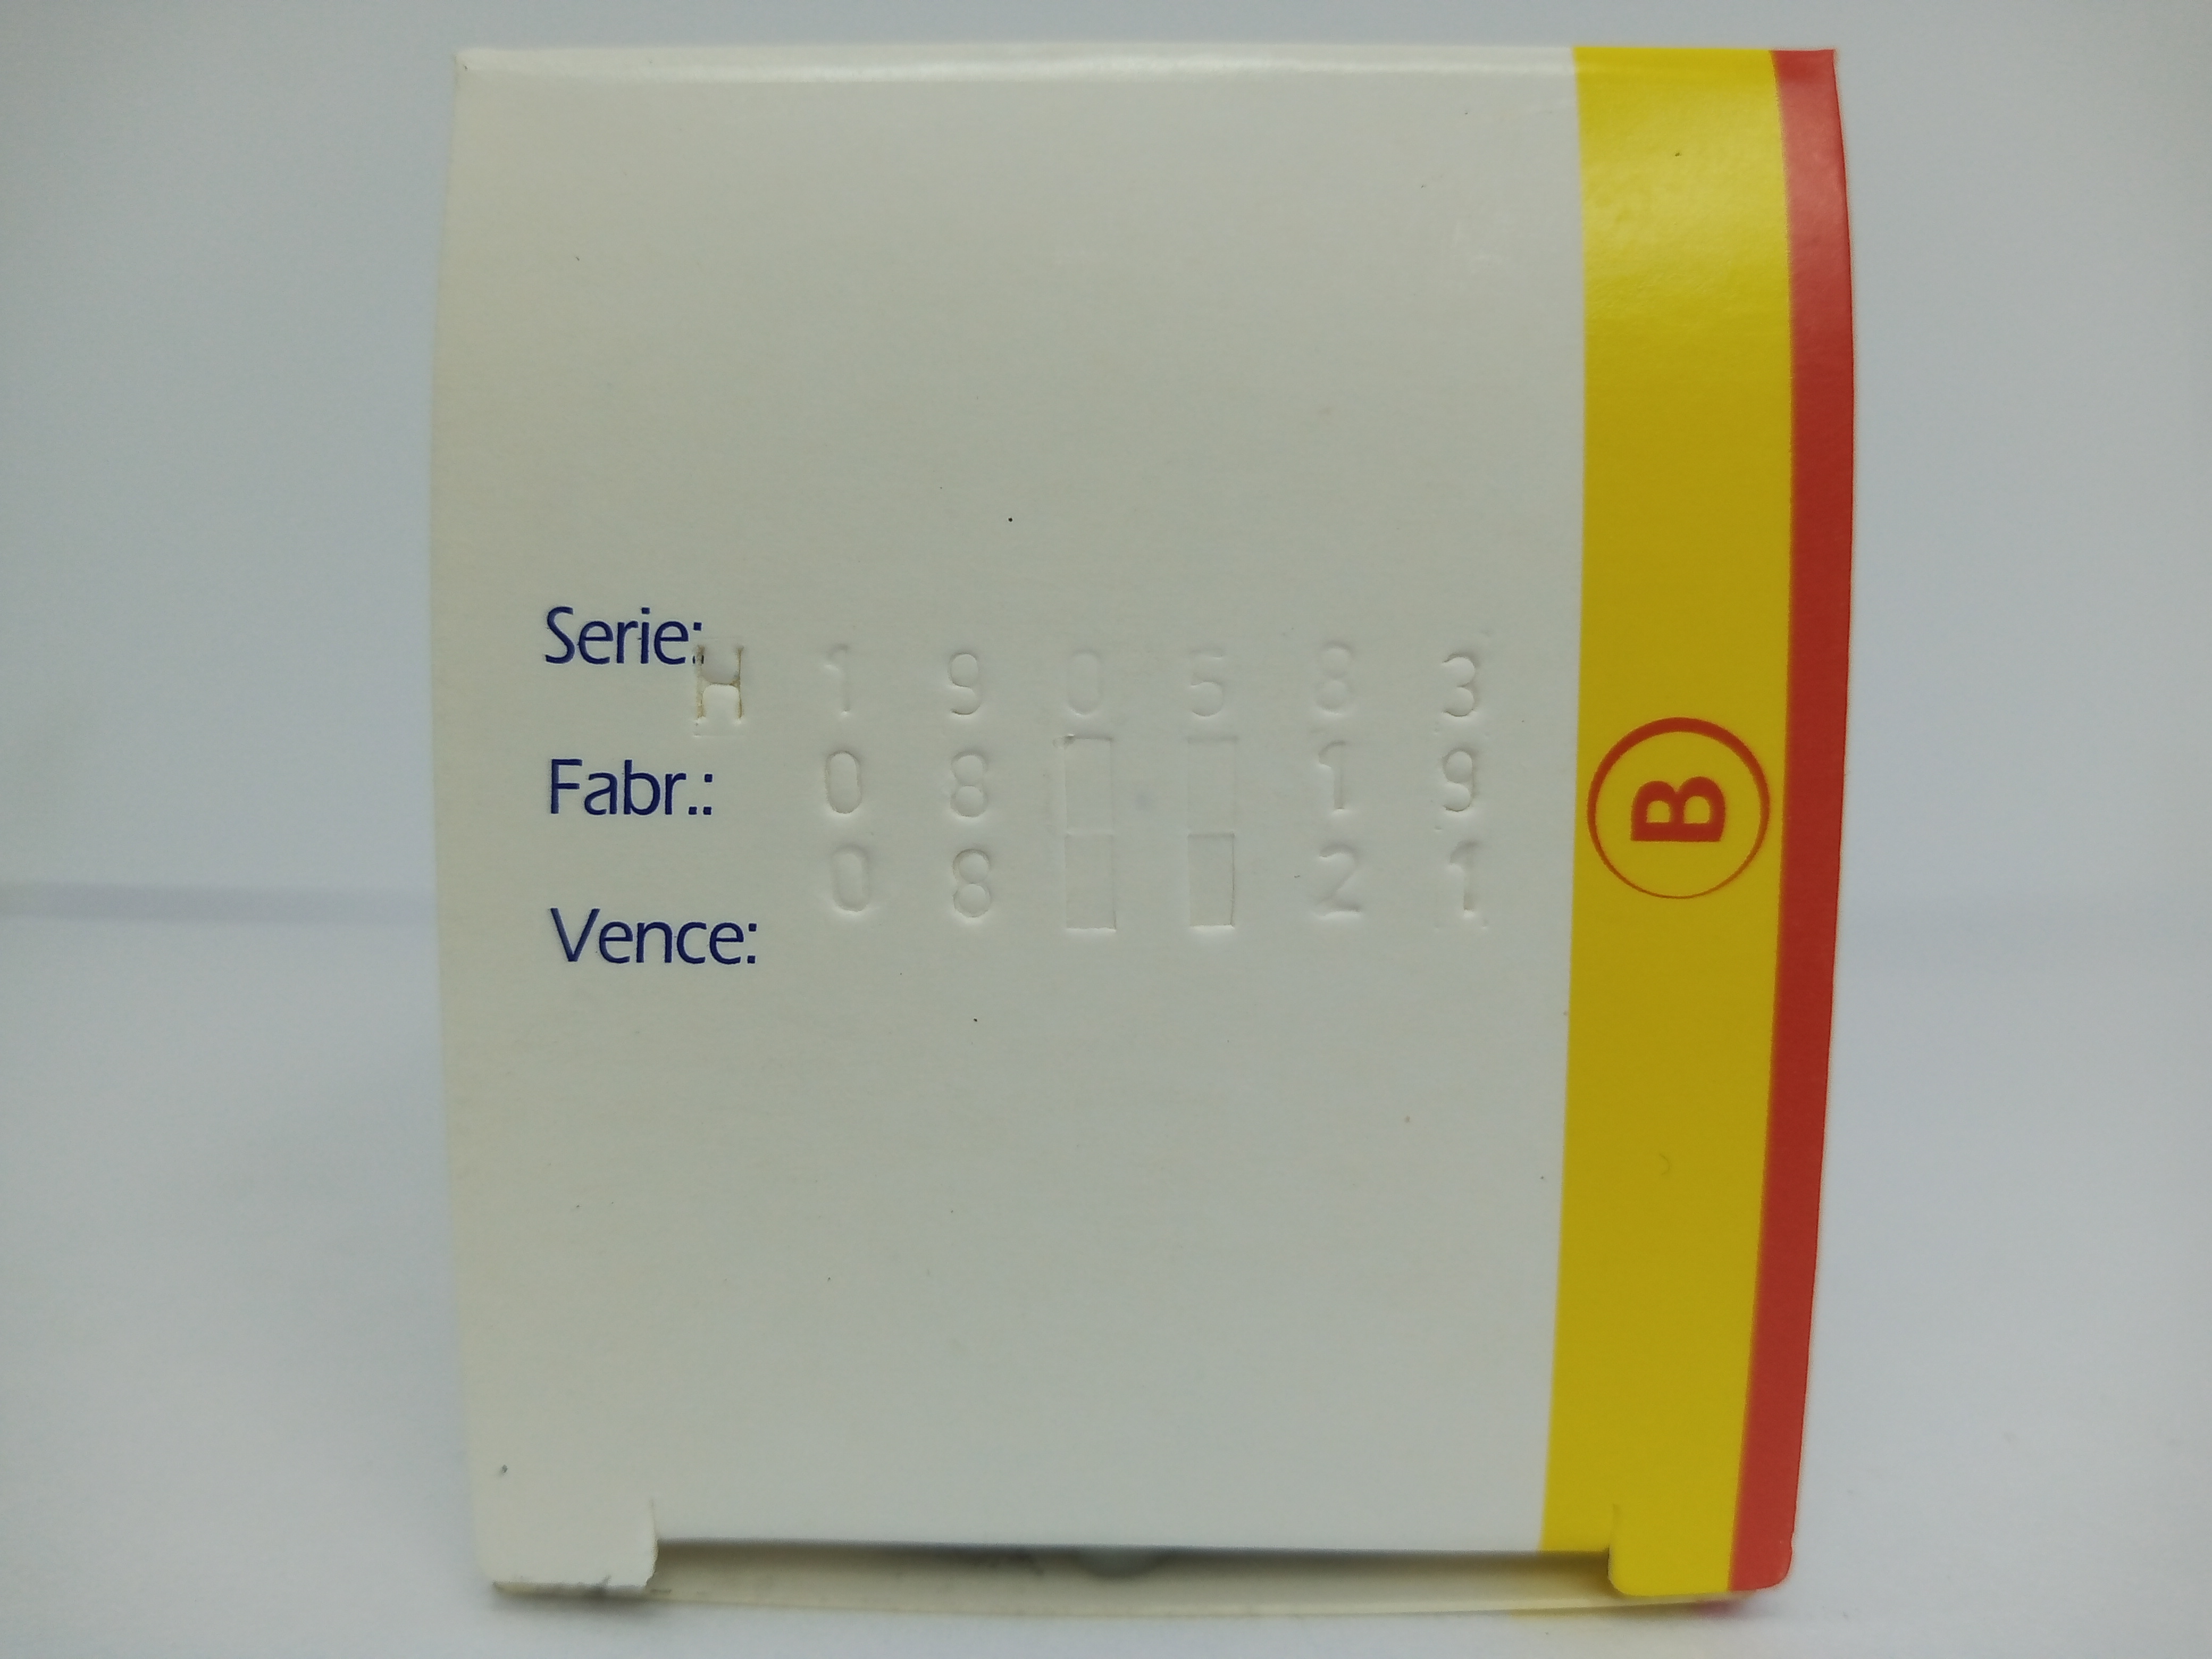 Serie: H 1 9 0 5 8 3
Fabr.: 0 8 1 9
Vence: 0 8 2 1
B